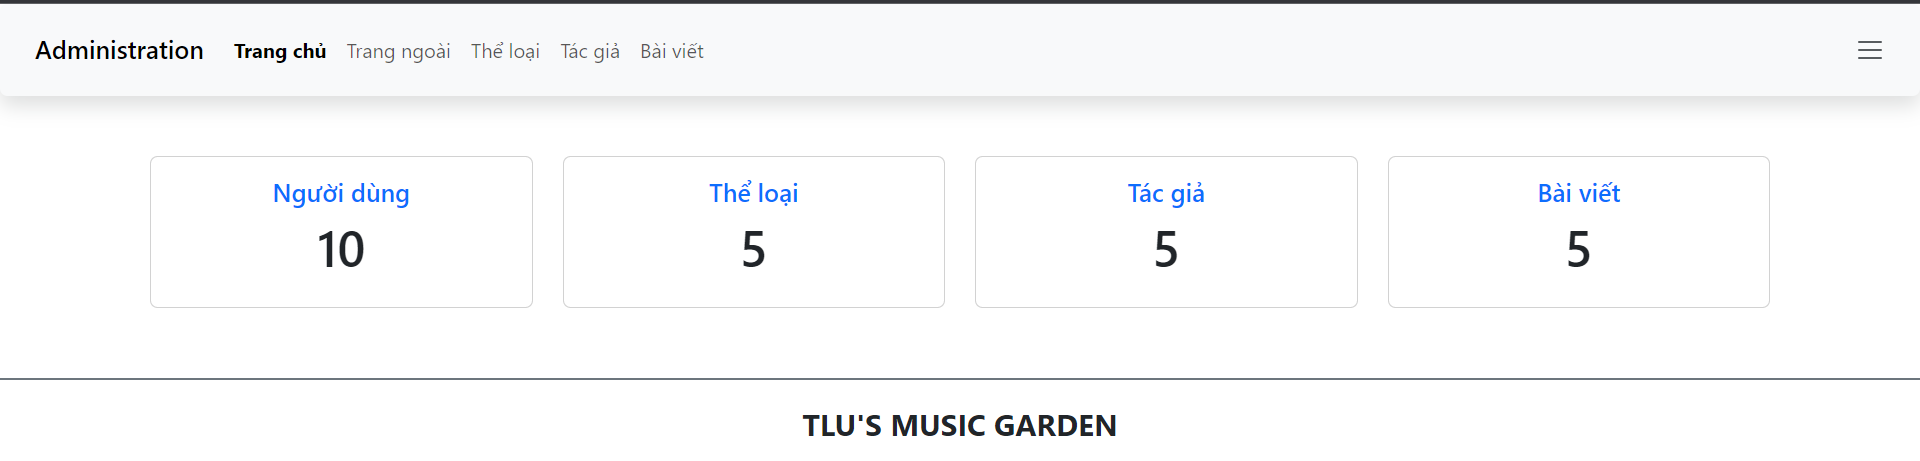 Administration Trang chủ Trang ngoài Thể loại Tác giả Bài viết
Người dùng Thể loại Tác giả Bài viết
10 5 5 5
TLU'S MUSIC GARDEN